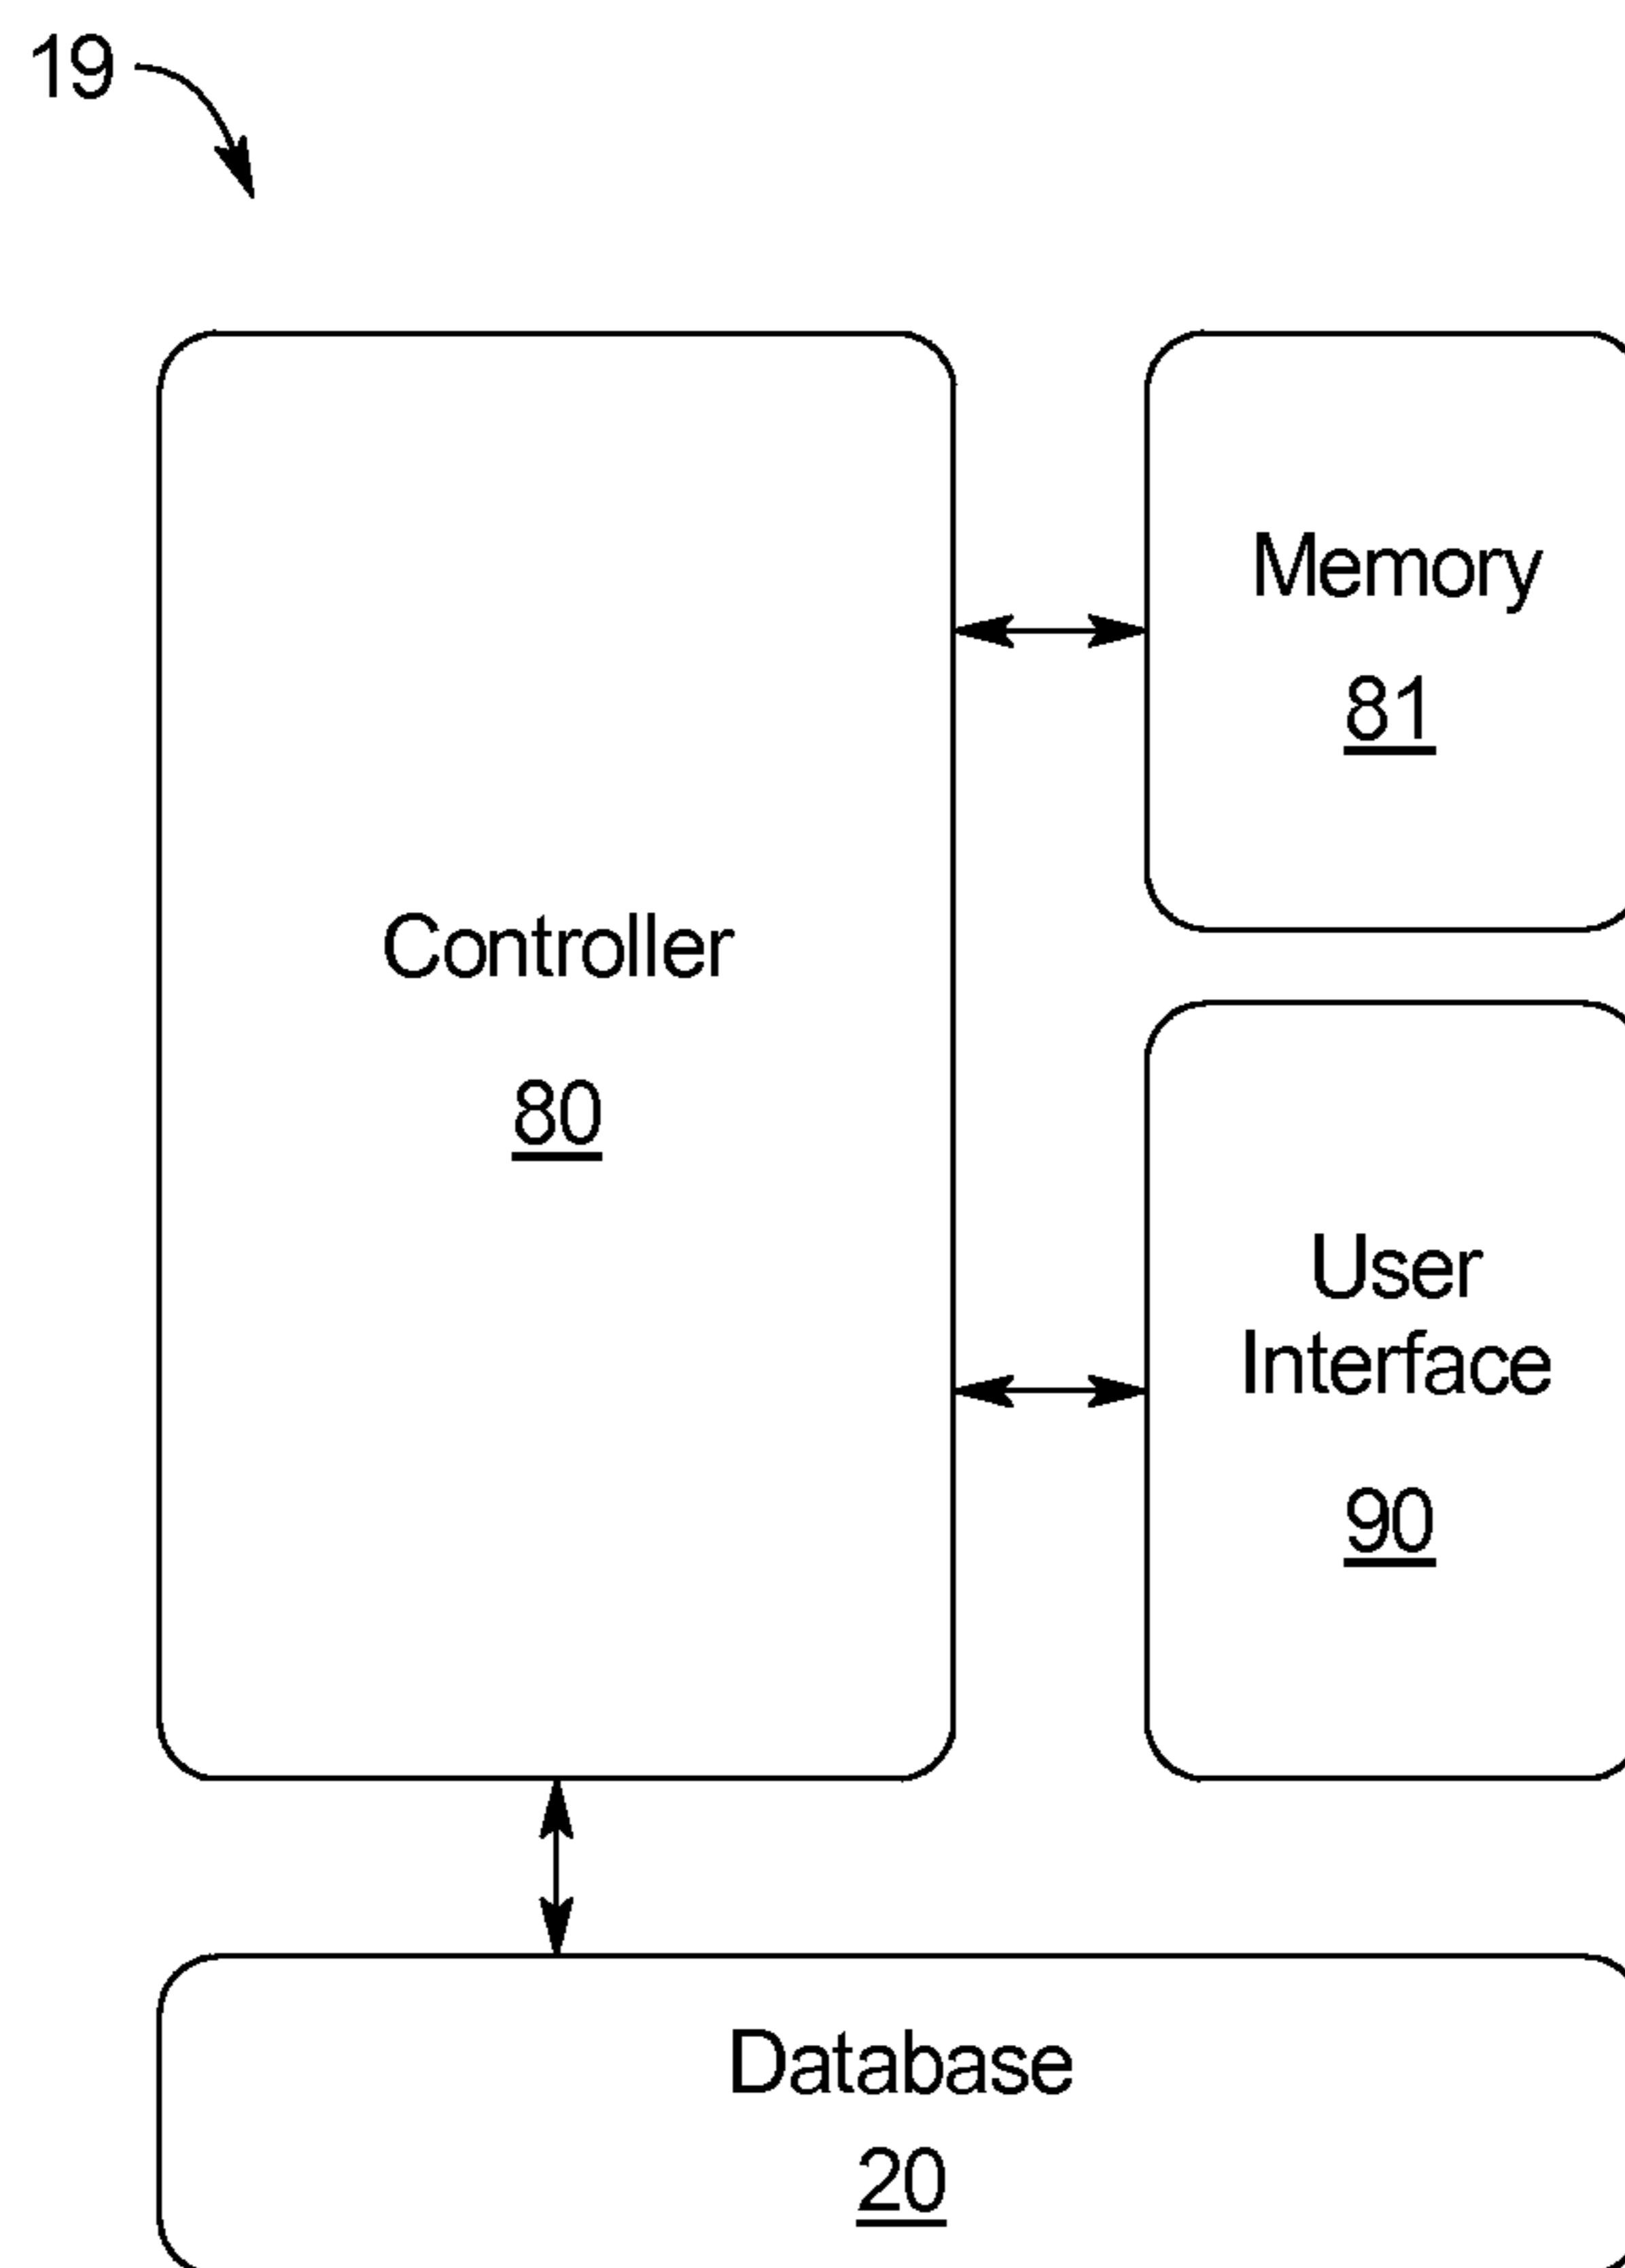 19
Controller
80
Memory
81
User
Interface
90
Database
20